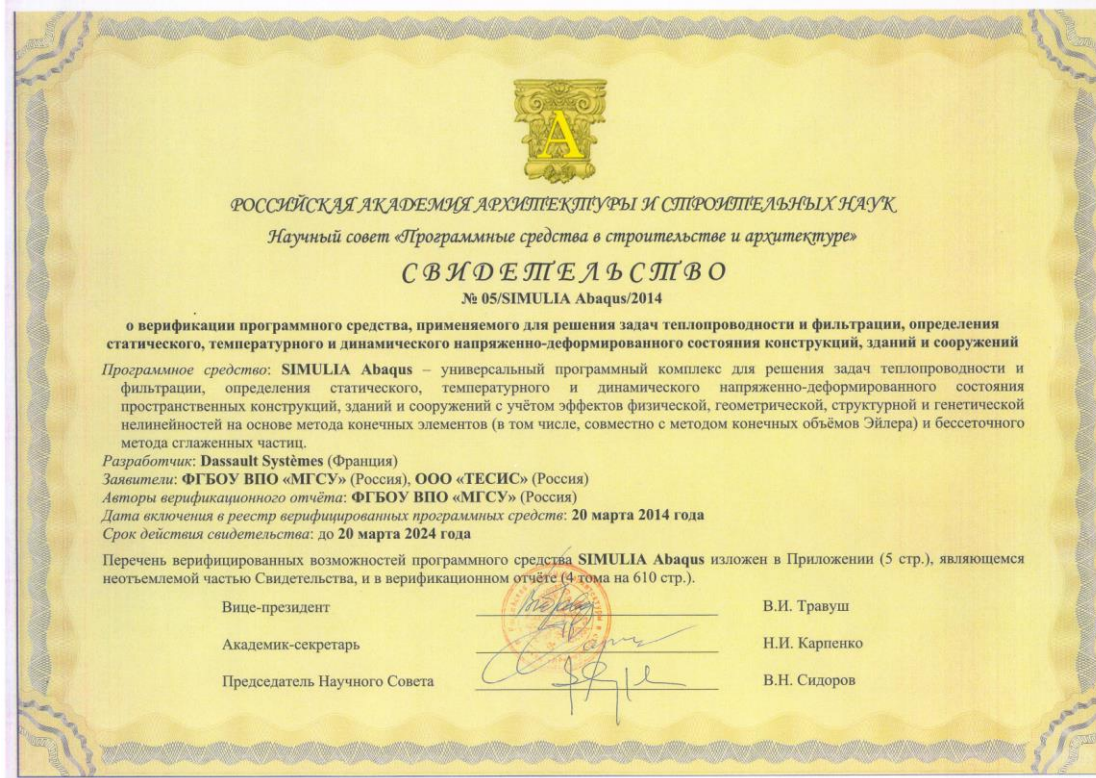 А
РОССИЙСКАЯ АКАДЕМИЯ АРХИТЕКТУРЫ И СТРОИТЕЛЬНЫХ НАУК
Научный совет «Программные средства в строительстве и архитектуре»
СВИДЕТЕЛЬСТВО
№ 05/SIMULIA Abaqus/2014
о верификации программного средства, применяемого для решения задач теплопроводности и фильтрации, определения
статического, температурного и динамического напряженно-деформированного состояния конструкций, зданий и сооружений
Программное средство: SIMULIA Abaqus – универсальный программный комплекс для решения задач теплопроводности и
фильтрации, определения статического, температурного и динамического напряженно-деформированного состояния
пространственных конструкций, зданий и сооружений с учётом эффектов физической, геометрической, структурной и генетической
нелинейностей на основе метода конечных элементов (в том числе, совместно с методом конечных объёмов Эйлера) и бессеточного
метода сглаженных частиц.
Разработчик: Dassault Systèmes (Франция)
Заявители: ФГБОУ ВПО «МГСУ» (Россия), ООО «ТЕСИС» (Россия)
Авторы верификационного отчёта: ФГБОУ ВПО «МГСУ» (Россия)
Дата включения в реестр верифицированных программных средств: 20 марта 2014 года
Срок действия свидетельства: до 20 марта 2024 года
Перечень верифицированных возможностей программного средства SIMULIA Abaqus изложен в Приложении (5 стр.), являющемся
неотъемлемой частью Свидетельства, и в верификационном отчёте (4 тома на 610 стр.).
Вице-президент В.И. Травуш
Академик-секретарь Н.И. Карпенко
Председатель Научного Совета В.Н. Сидоров